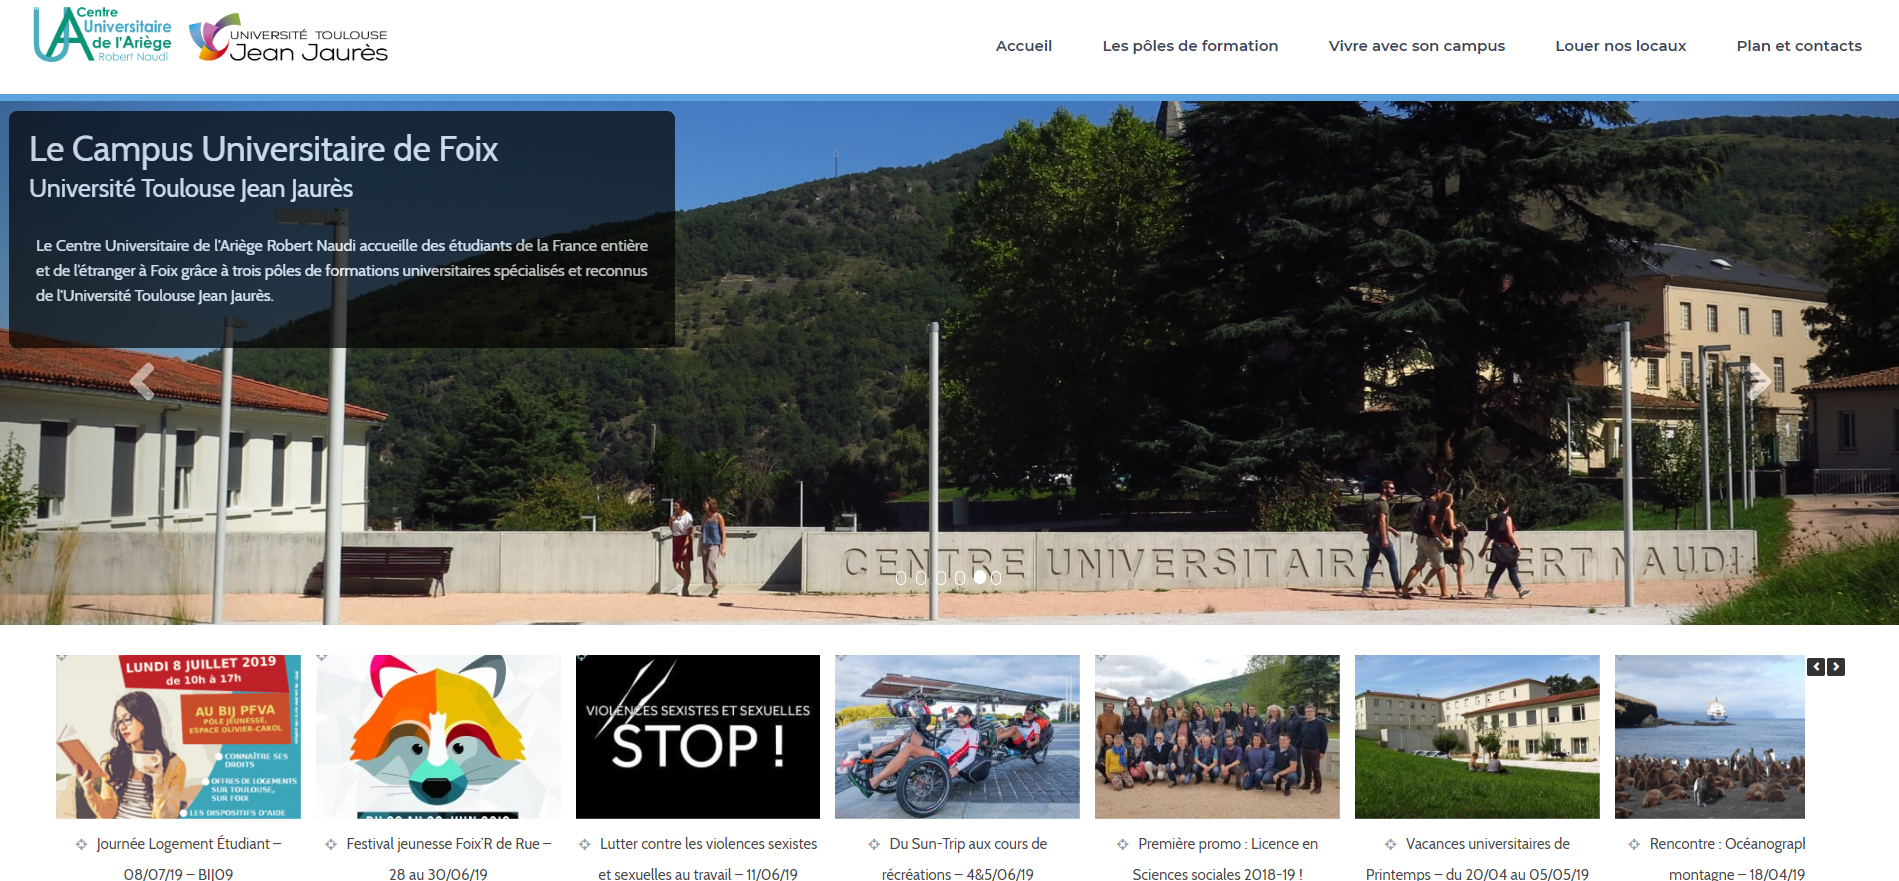 Centre
Universitaire
de l'Ariège
Robert Naudi
UNIVERSITÉ TOULOUSE
Jean Jaurès
Accueil
Les pôles de formation
Vivre avec son campus
Louer nos locaux
Plan et contacts
Le Campus Universitaire de Foix
Université Toulouse Jean Jaurès
Le Centre Universitaire de l'Ariège Robert Naudi accueille des étudiants de la France entière
et de l'étranger à Foix grâce à trois pôles de formations universitaires spécialisés et reconnus
de l'Université Toulouse Jean Jaurès.
CENTRE UNIVERSITAIRE ROBERT NAUDI
LUNDI 8 JUILLET 2019
de 10h à 17h
AU BIJ PFVA
PÔLE JEUNESSE,
ESPACE OLIVIER-CAROL
CONNAÎTRE SES
DROITS
OFFRES DE LOGEMENTS
SUR TOULOUSE,
SUR FOIX
LES DISPOSITIFS D'AIDE
VIOLENCES SEXISTES ET SEXUELLES
STOP !
Journée Logement Étudiant –
08/07/19 – BIJ09
Festival jeunesse Foix'R de Rue –
28 au 30/06/19
Lutter contre les violences sexistes
et sexuelles au travail – 11/06/19
Du Sun-Trip aux cours de
récréations – 4&5/06/19
Première promo : Licence en
Sciences sociales 2018-19 !
Vacances universitaires de
Printemps – du 20/04 au 05/05/19
Rencontre : Océanograpl
montagne – 18/04/19